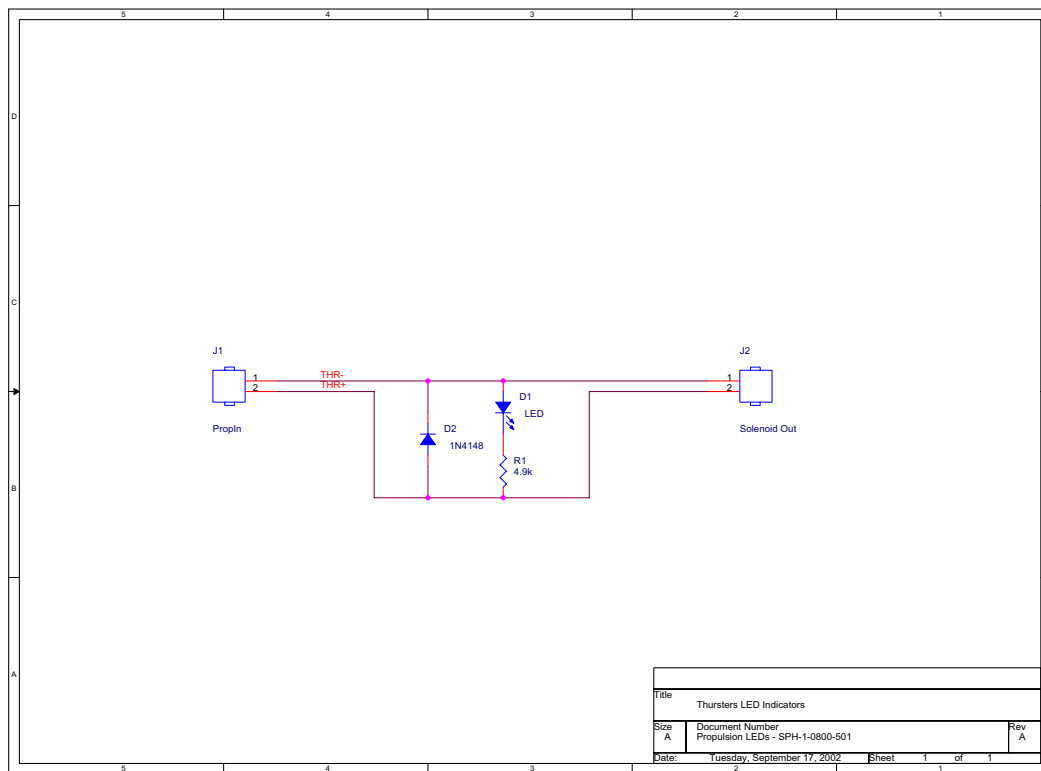 5 4 3 2 1
D
C
B
A
J1
1
2
PropIn
THR-
THR+
D2
1N4148
D1
LED
R1
4.9k
J2
1
2
Solenoid Out
Title
Thursters LED Indicators
Size
A
Document Number
Propulsion LEDs - SPH-1-0800-501
Rev
A
Date: Tuesday, September 17, 2002 Sheet 1 of 1
5 4 3 2 1